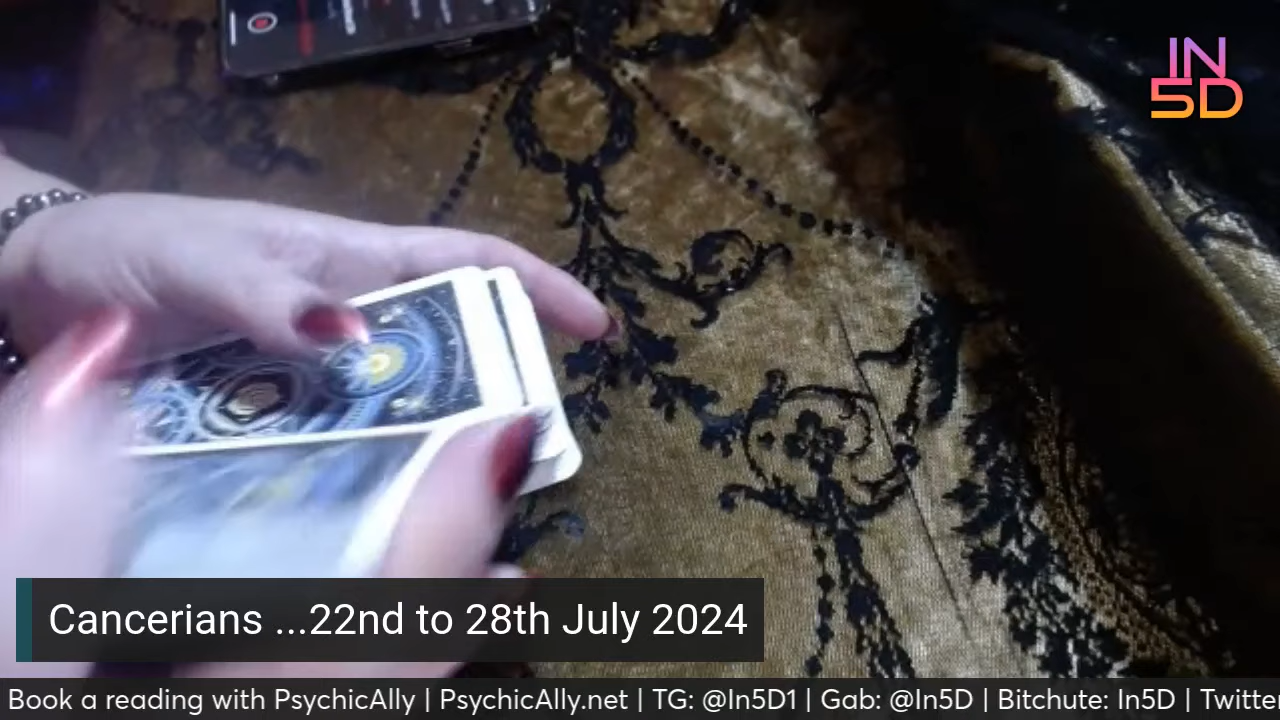 IN
5D
Cancerians ...22nd to 28th July 2024
Book a reading with PsychicAlly | PsychicAlly.net | TG: @In5D1 | Gab: @In5D | Bitchute: In5D | Twitter